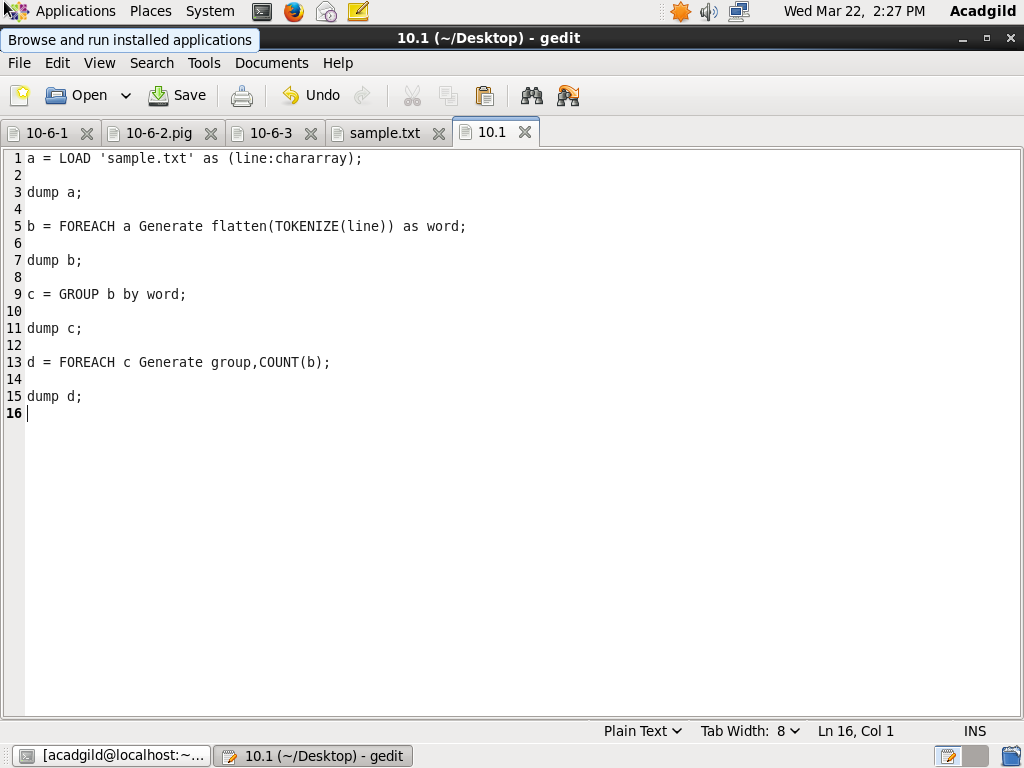 Applications Places System Wed Mar 22, 2:27 PM Acadgild
Browse and run installed applications
10.1 (~/Desktop) - gedit
File Edit View Search Tools Documents Help
Open Save Undo
10-6-1 10-6-2.pig 10-6-3 sample.txt 10.1
1 a = LOAD 'sample.txt' as (line:chararray);
2
3 dump a;
4
5 b = FOREACH a Generate flatten(TOKENIZE(line)) as word;
6
7 dump b;
8
9 c = GROUP b by word;
10
11 dump c;
12
13 d = FOREACH c Generate group,COUNT(b);
14
15 dump d;
16
Plain Text Tab Width: 8 Ln 16, Col 1 INS
[acadgild@localhost:~... 10.1 (~/Desktop) - gedit